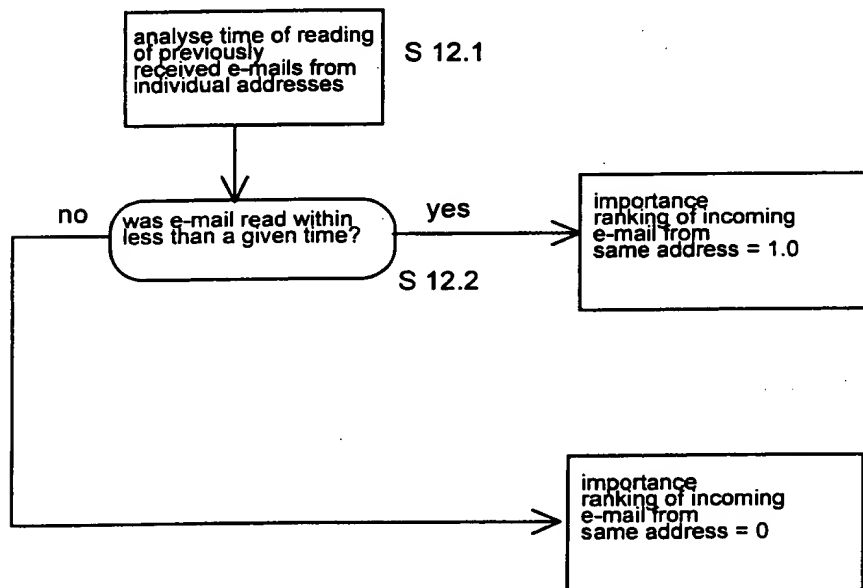 analyse time of reading
of previously
received e-mails from
individual addresses
S 12.1
no
was e-mail read within
less than a given time?
yes
S 12.2
importance
ranking of incoming
e-mail from
same address = 1.0
importance
ranking of incoming
e-mail from
same address = 0